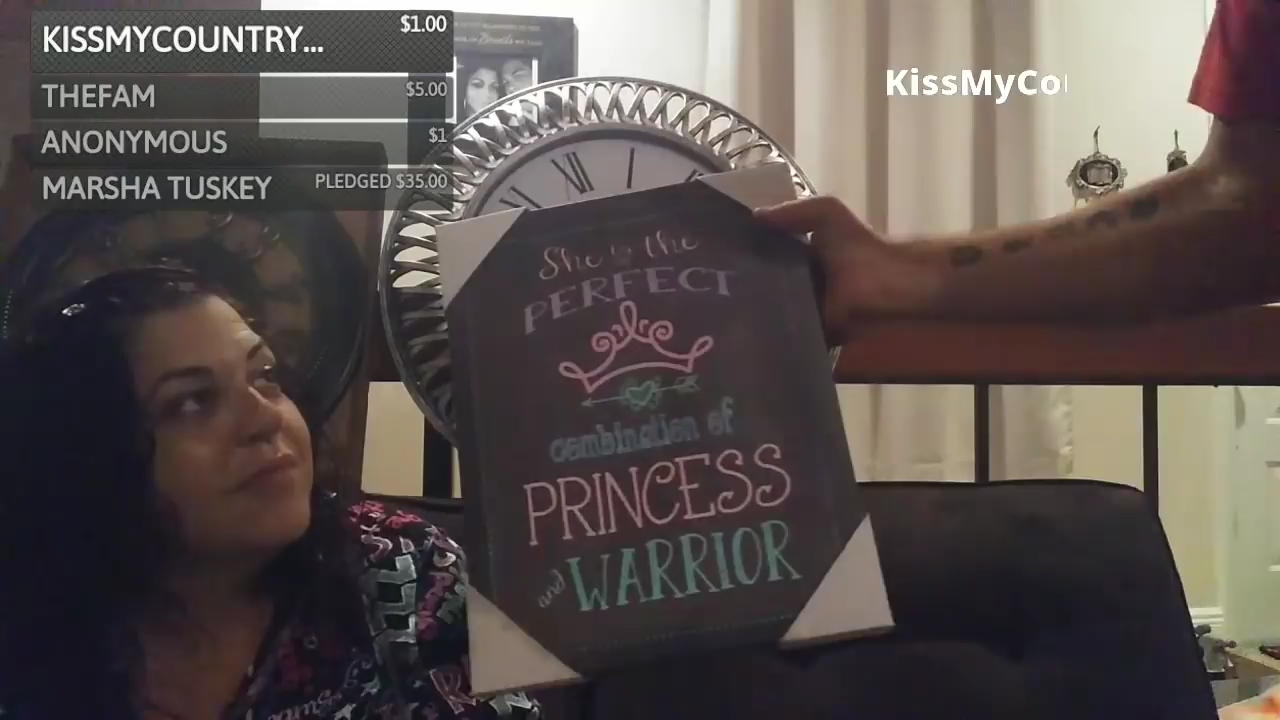 KISSMYCOUNTRY... $1.00
THEFAM $5.00
ANONYMOUS $1
MARSHA TUSKEY PLEDGED $35.00
KissMyCo
She is the
PERFECT
combination of
PRINCESS
and WARRIOR